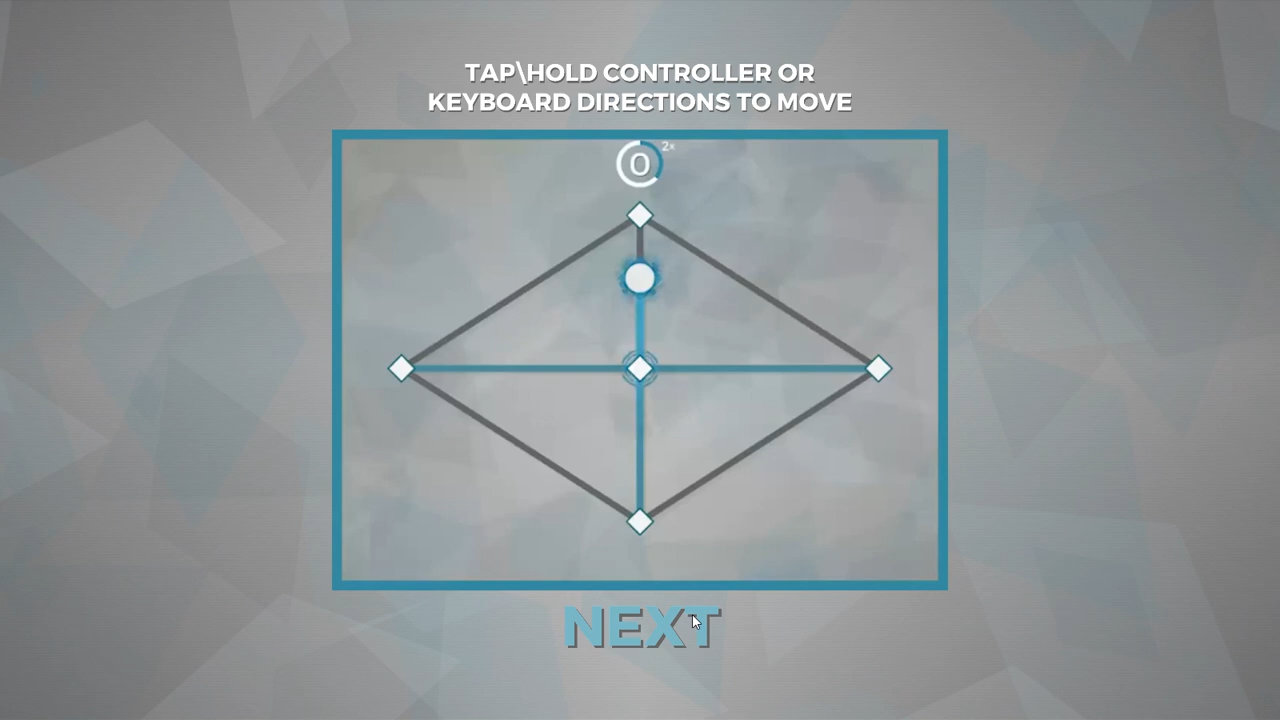 TAP\HOLD CONTROLLER OR
KEYBOARD DIRECTIONS TO MOVE
0 2x
NEXT